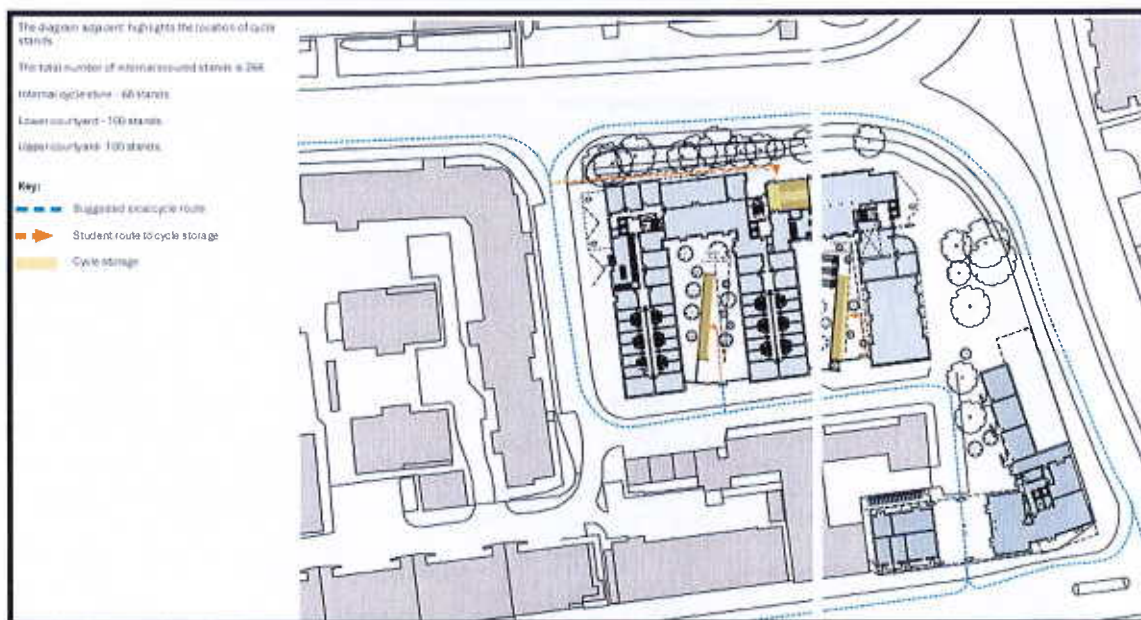 The diagram adjacent highlights the location of cycle
stands.
The total number of internal secured stands is 268
Internal cycle store - 68 stands
Lower courtyard - 100 stands
Upper courtyard- 100 stands
Key:
Suggested local cycle route
Student route to cycle storage
Cycle storage